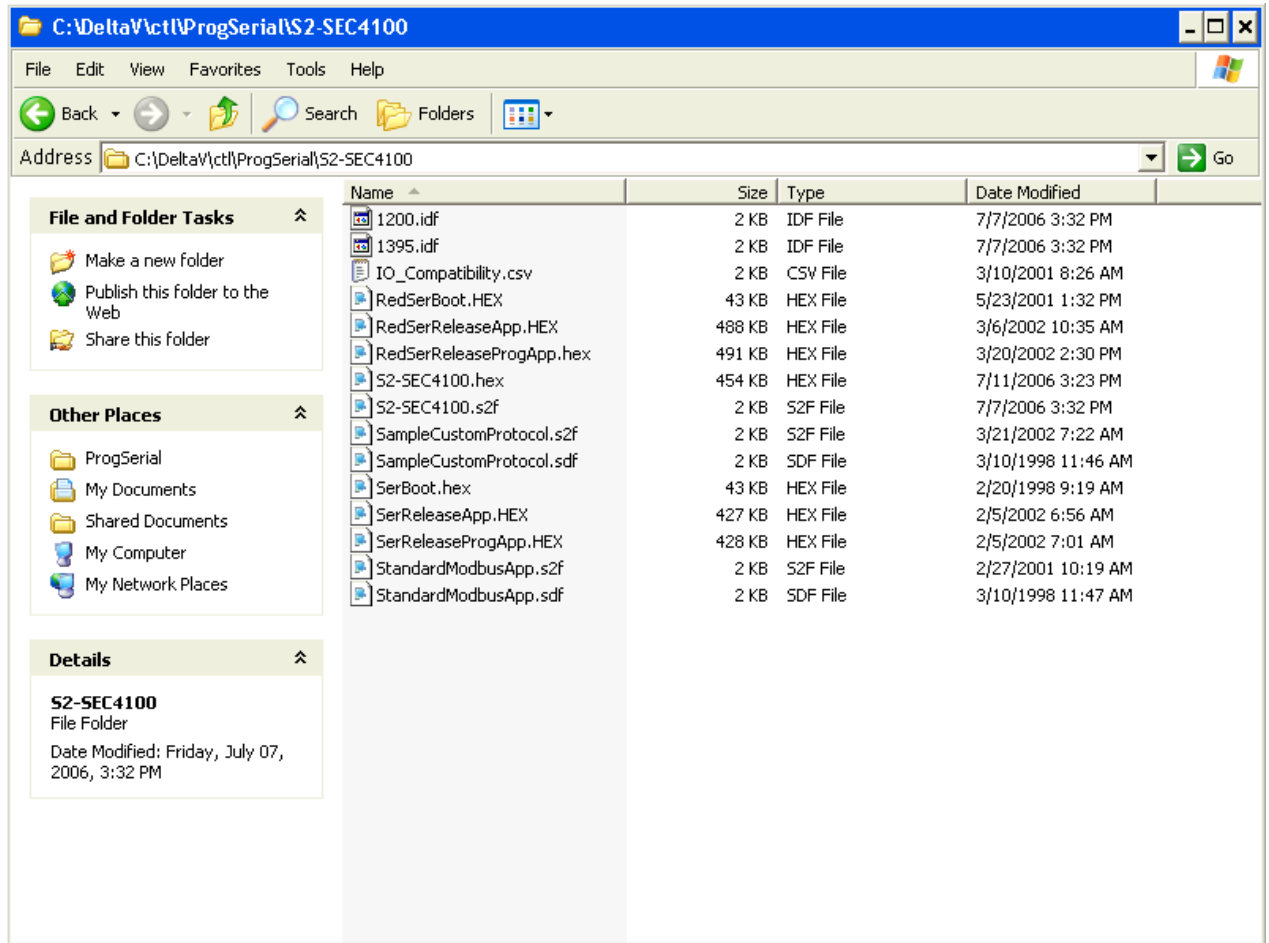 C:\DeltaV\ctl\ProgSerial\S2-SEC4100
File Edit View Favorites Tools Help
Back Search Folders
Address C:\DeltaV\ctl\ProgSerial\S2-SEC4100 Go
File and Folder Tasks
Make a new folder
Publish this folder to the
Web
Share this folder
Other Places
ProgSerial
My Documents
Shared Documents
My Computer
My Network Places
Details
S2-SEC4100
File Folder
Date Modified: Friday, July 07,
2006, 3:32 PM
Name Size Type Date Modified
1200.idf 2 KB IDF File 7/7/2006 3:32 PM
1395.idf 2 KB IDF File 7/7/2006 3:32 PM
IO_Compatibility.csv 2 KB CSV File 3/10/2001 8:26 AM
RedSerBoot.HEX 43 KB HEX File 5/23/2001 1:32 PM
RedSerReleaseApp.HEX 488 KB HEX File 3/6/2002 10:35 AM
RedSerReleaseProgApp.hex 491 KB HEX File 3/20/2002 2:30 PM
S2-SEC4100.hex 454 KB HEX File 7/11/2006 3:23 PM
S2-SEC4100.s2f 2 KB S2F File 7/7/2006 3:32 PM
SampleCustomProtocol.s2f 2 KB S2F File 3/21/2002 7:22 AM
SampleCustomProtocol.sdf 2 KB SDF File 3/10/1998 11:46 AM
SerBoot.hex 43 KB HEX File 2/20/1998 9:19 AM
SerReleaseApp.HEX 427 KB HEX File 2/5/2002 6:56 AM
SerReleaseProgApp.HEX 428 KB HEX File 2/5/2002 7:01 AM
StandardModbusApp.s2f 2 KB S2F File 2/27/2001 10:19 AM
StandardModbusApp.sdf 2 KB SDF File 3/10/1998 11:47 AM